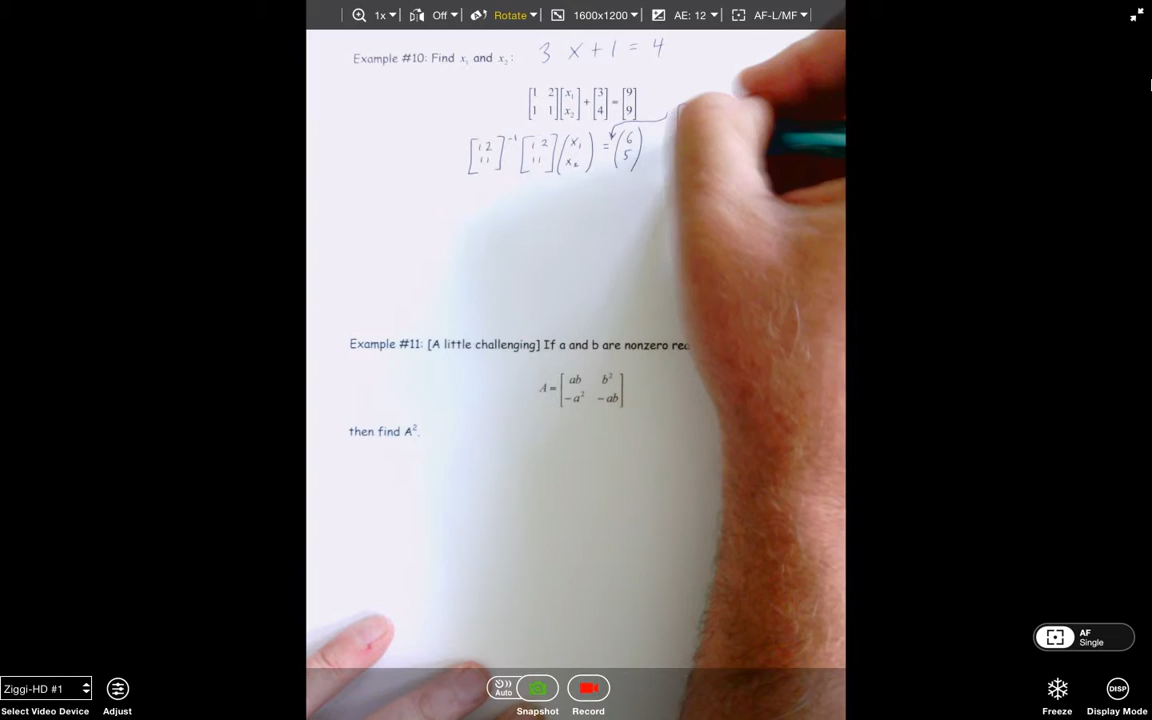 1x Off Rotate 1600x1200 AE: 12 AF-L/MF
Example #10: Find x₁ and x₂: 3 x + 1 = 4
[1 2; 1 1] [x₁; x₂] + [3; 4] = [9; 9]
[1 2; 1 1]⁻¹ [1 2; 1 1] (x₁; x₂) = (6; 5)
Example #11: [A little challenging] If a and b are nonzero
A = [ab b²; -a² -ab]
then find A².
AF
Single
Ziggi-HD #1
Auto
DISP
Select Video Device Adjust Snapshot Record Freeze Display Mode